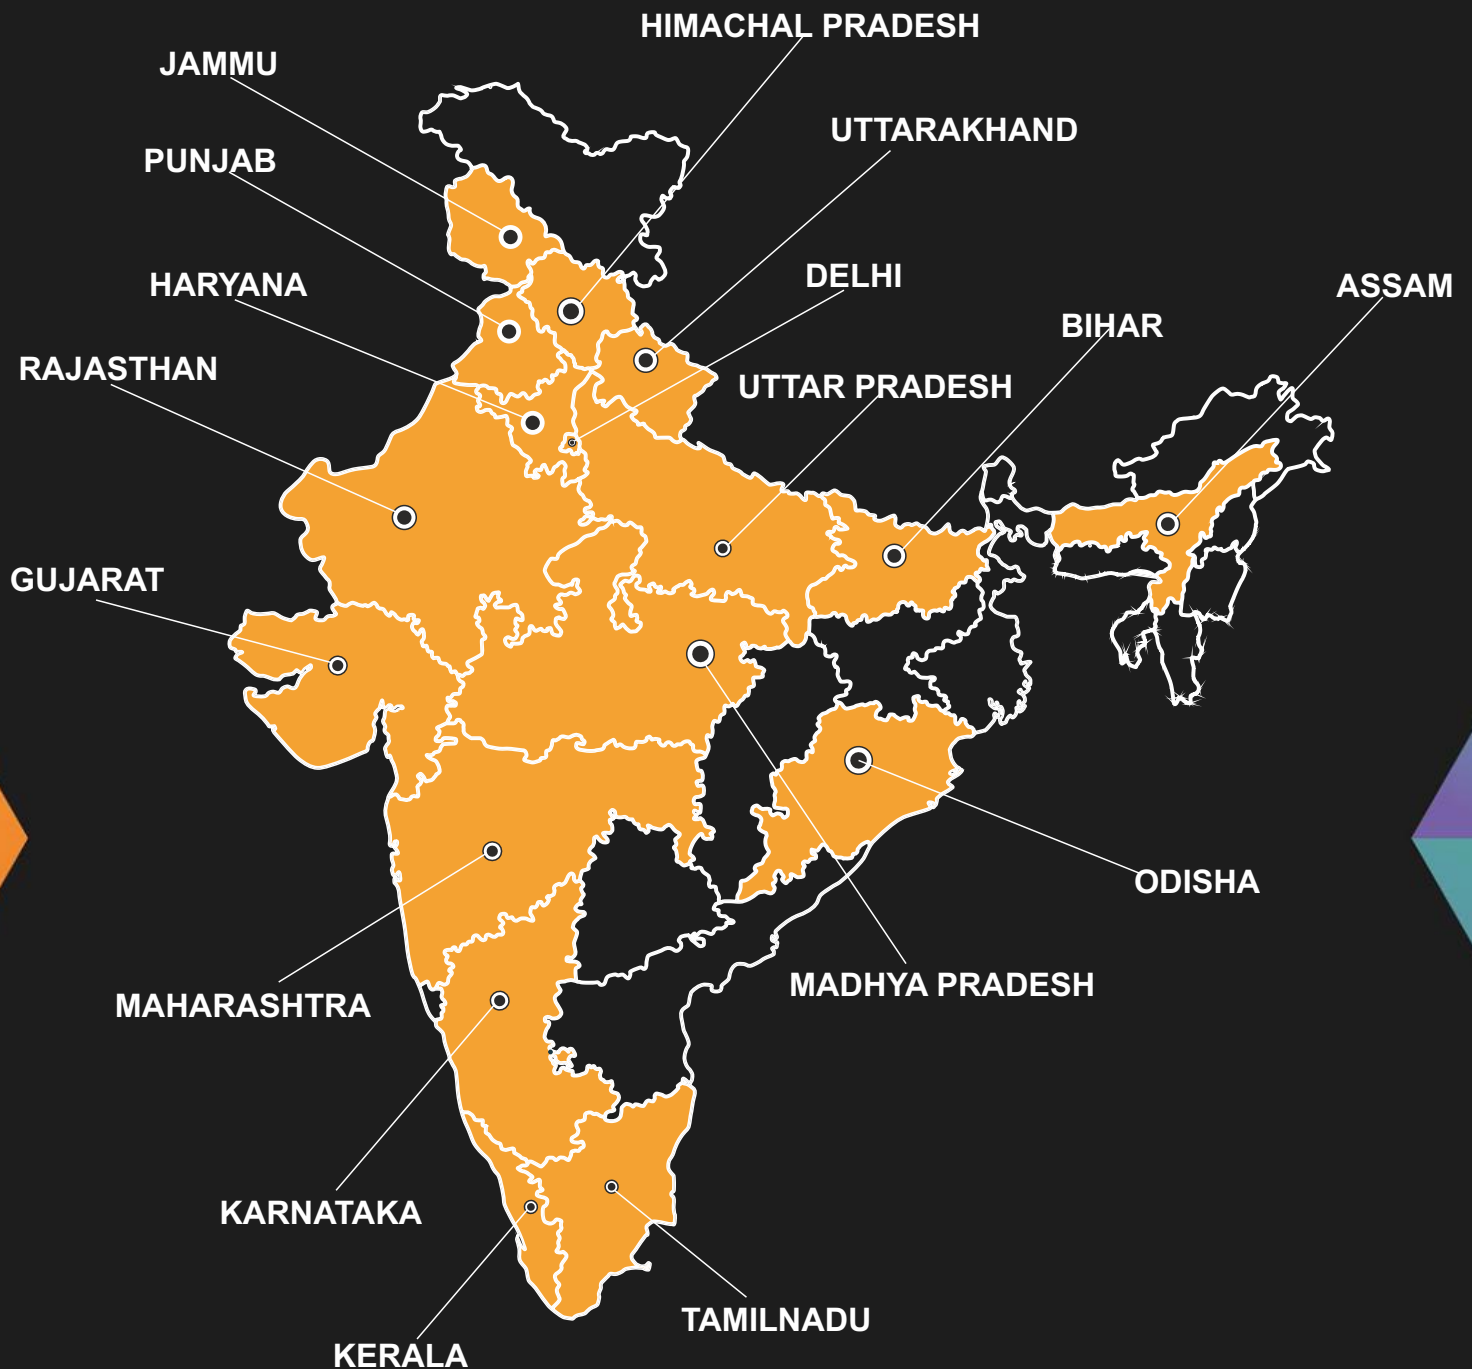 HIMACHAL PRADESH
JAMMU
UTTARAKHAND
PUNJAB
DELHI
HARYANA
ASSAM
BIHAR
RAJASTHAN
UTTAR PRADESH
GUJARAT
ODISHA
MADHYA PRADESH
MAHARASHTRA
KARNATAKA
TAMILNADU
KERALA